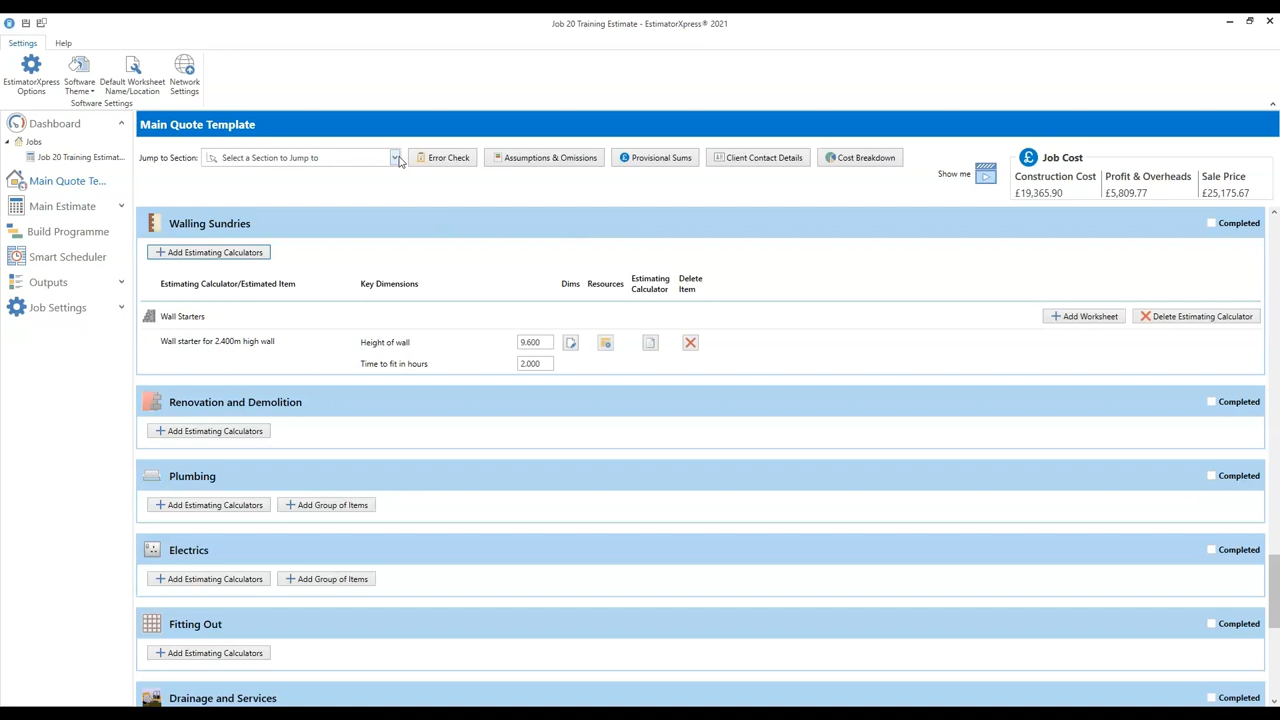 Job 20 Training Estimate - EstimatorXpress® 2021
Settings Help
EstimatorXpress Options
Software Theme
Default Worksheet Name/Location
Network Settings
Software Settings
Dashboard
Jobs
Job 20 Training Estimat...
Main Quote Te...
Main Estimate
Build Programme
Smart Scheduler
Outputs
Job Settings
Main Quote Template
Jump to Section: Select a Section to Jump to Error Check Assumptions & Omissions Provisional Sums Client Contact Details Cost Breakdown
Show me
Job Cost
Construction Cost Profit & Overheads Sale Price
£19,365.90 £5,809.77 £25,175.67
Walling Sundries Completed
Add Estimating Calculators
Estimating Calculator/Estimated Item Key Dimensions Dims Resources Estimating Calculator Delete Item
Wall Starters Add Worksheet Delete Estimating Calculator
Wall starter for 2.400m high wall Height of wall 9.600
Time to fit in hours 2.000
Renovation and Demolition Completed
Add Estimating Calculators
Plumbing Completed
Add Estimating Calculators Add Group of Items
Electrics Completed
Add Estimating Calculators Add Group of Items
Fitting Out Completed
Add Estimating Calculators
Drainage and Services Completed